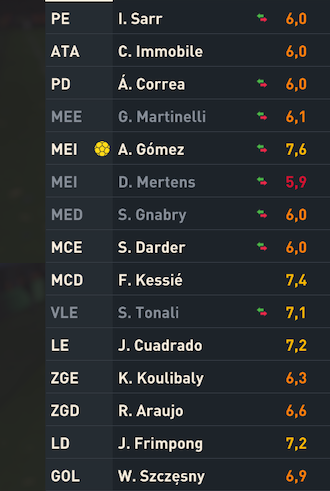 PE I. Sarr 6,0
ATA C. Immobile 6,0
PD Á. Correa 6,0
MEE G. Martinelli 6,1
MEI A. Gómez 7,6
MEI D. Mertens 5,9
MED S. Gnabry 6,0
MCE S. Darder 6,0
MCD F. Kessié 7,4
VLE S. Tonali 7,1
LE J. Cuadrado 7,2
ZGE K. Koulibaly 6,3
ZGD R. Araujo 6,6
LD J. Frimpong 7,2
GOL W. Szczęsny 6,9